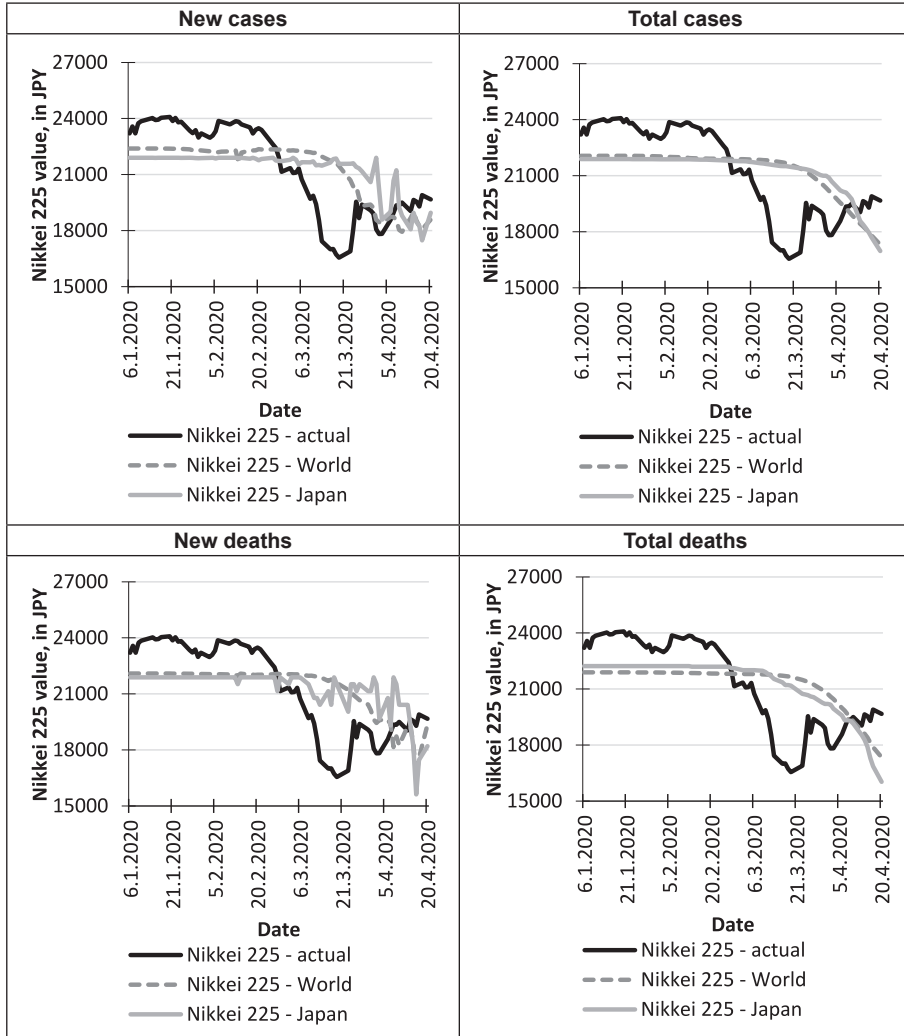 New cases
Nikkei 225 value, in JPY
27000
24000
21000
18000
15000
6.1.2020
21.1.2020
5.2.2020
20.2.2020
6.3.2020
21.3.2020
5.4.2020
20.4.2020
Date
Nikkei 225 - actual
Nikkei 225 - World
Nikkei 225 - Japan
Total cases
Nikkei 225 value, in JPY
27000
24000
21000
18000
15000
6.1.2020
21.1.2020
5.2.2020
20.2.2020
6.3.2020
21.3.2020
5.4.2020
20.4.2020
Date
Nikkei 225 - actual
Nikkei 225 - World
Nikkei 225 - Japan
New deaths
Nikkei 225 value, in JPY
27000
24000
21000
18000
15000
6.1.2020
21.1.2020
5.2.2020
20.2.2020
6.3.2020
21.3.2020
5.4.2020
20.4.2020
Date
Nikkei 225 - actual
Nikkei 225 - World
Nikkei 225 - Japan
Total deaths
Nikkei 225 value, in JPY
27000
24000
21000
18000
15000
6.1.2020
21.1.2020
5.2.2020
20.2.2020
6.3.2020
21.3.2020
5.4.2020
20.4.2020
Date
Nikkei 225 - actual
Nikkei 225 - World
Nikkei 225 - Japan